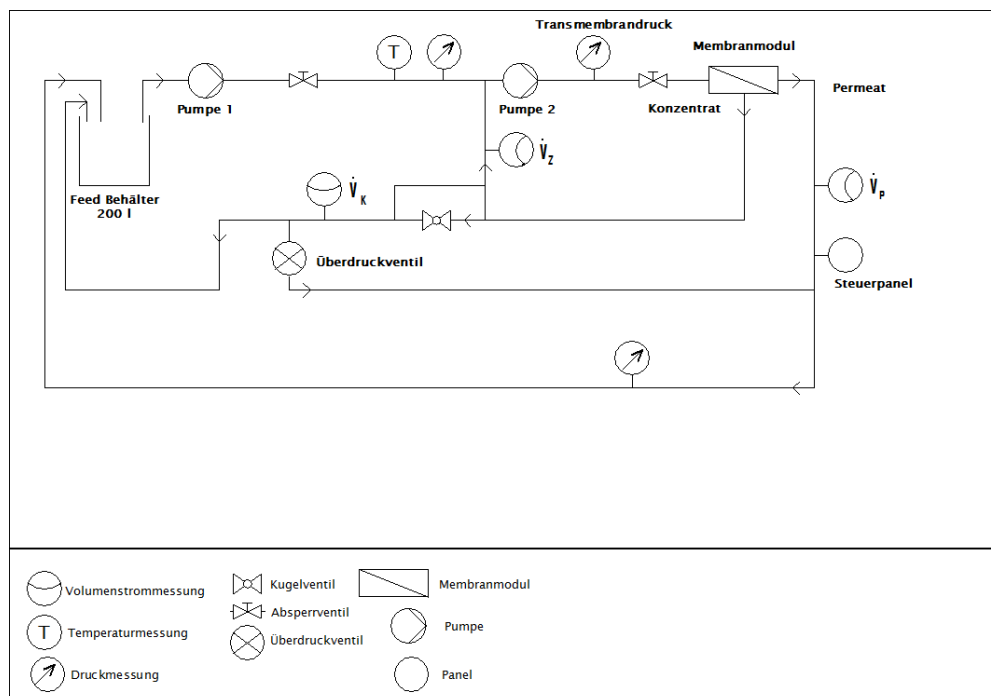 Transmembrandruck
Membranmodul
T
Pumpe 1
Pumpe 2
Konzentrat
Permeat
V̇z
V̇K
V̇P
Feed Behälter
200 l
Überdruckventil
Steuerpanel
Volumenstrommessung
Kugelventil
Membranmodul
Absperrventil
T
Temperaturmessung
Pumpe
Überdruckventil
Druckmessung
Panel